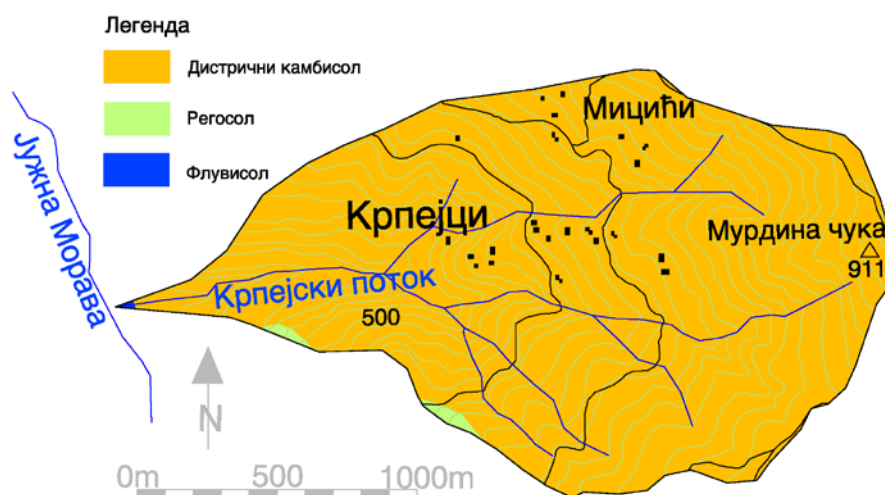 Легенда
Дистрични камбисол
Регосол
Флувисол
Јужна Морава
Мицићи
Крпејци
Мурдина чука
911
Крпејски поток
500
N
0m 500 1000m